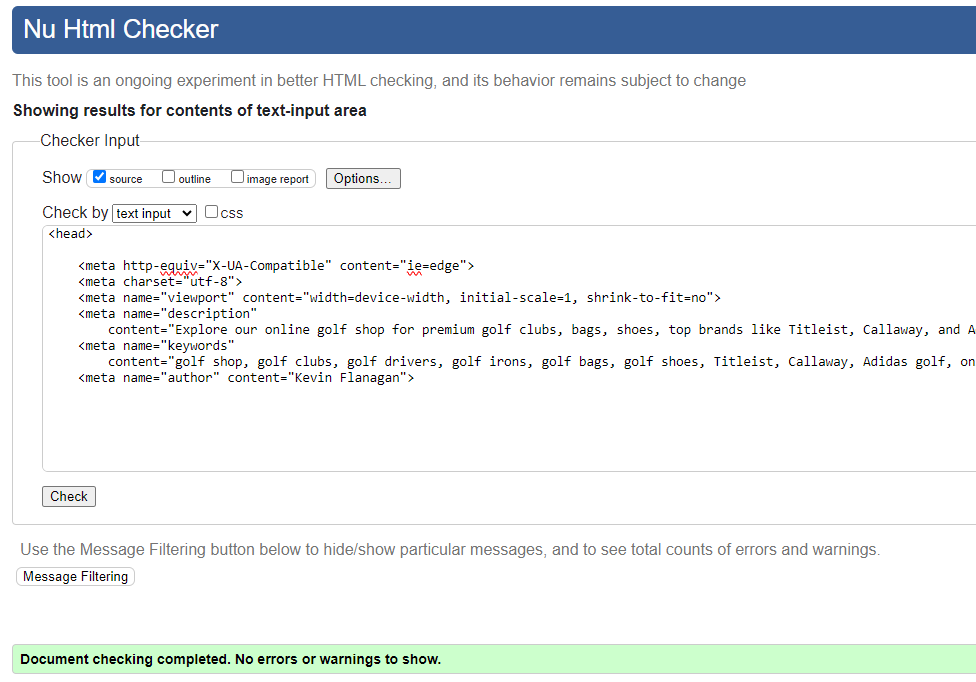 Nu Html Checker
This tool is an ongoing experiment in better HTML checking, and its behavior remains subject to change
Showing results for contents of text-input area
Checker Input
Show source outline image report Options...
Check by text input css
<head>
<meta http-equiv="X-UA-Compatible" content="ie=edge">
<meta charset="utf-8">
<meta name="viewport" content="width=device-width, initial-scale=1, shrink-to-fit=no">
<meta name="description"
content="Explore our online golf shop for premium golf clubs, bags, shoes, top brands like Titleist, Callaway, and A
<meta name="keywords"
content="golf shop, golf clubs, golf drivers, golf irons, golf bags, golf shoes, Titleist, Callaway, Adidas golf, on
<meta name="author" content="Kevin Flanagan">
Check
Use the Message Filtering button below to hide/show particular messages, and to see total counts of errors and warnings.
Message Filtering
Document checking completed. No errors or warnings to show.